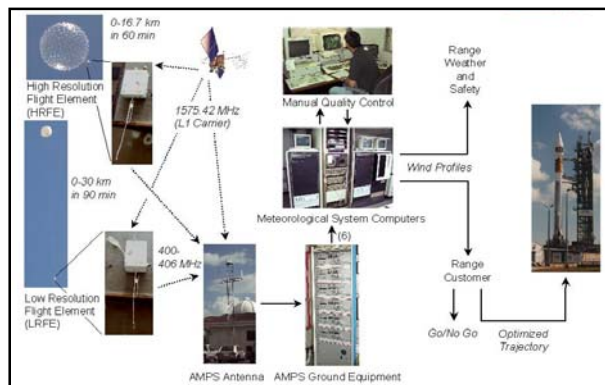 0-16.7 km
in 60 min
High Resolution
Flight Element
(HRFE)
1575.42 MHz
(L1 Carrier)
0-30 km
in 90 min
Low Resolution
Flight Element
(LRFE)
400-
406 MHz
AMPS Antenna
AMPS Ground Equipment
(6)
Meteorological System Computers
Manual Quality Control
Wind Profiles
Range
Weather
and
Safety
Range
Customer
Go/No Go
Optimized
Trajectory